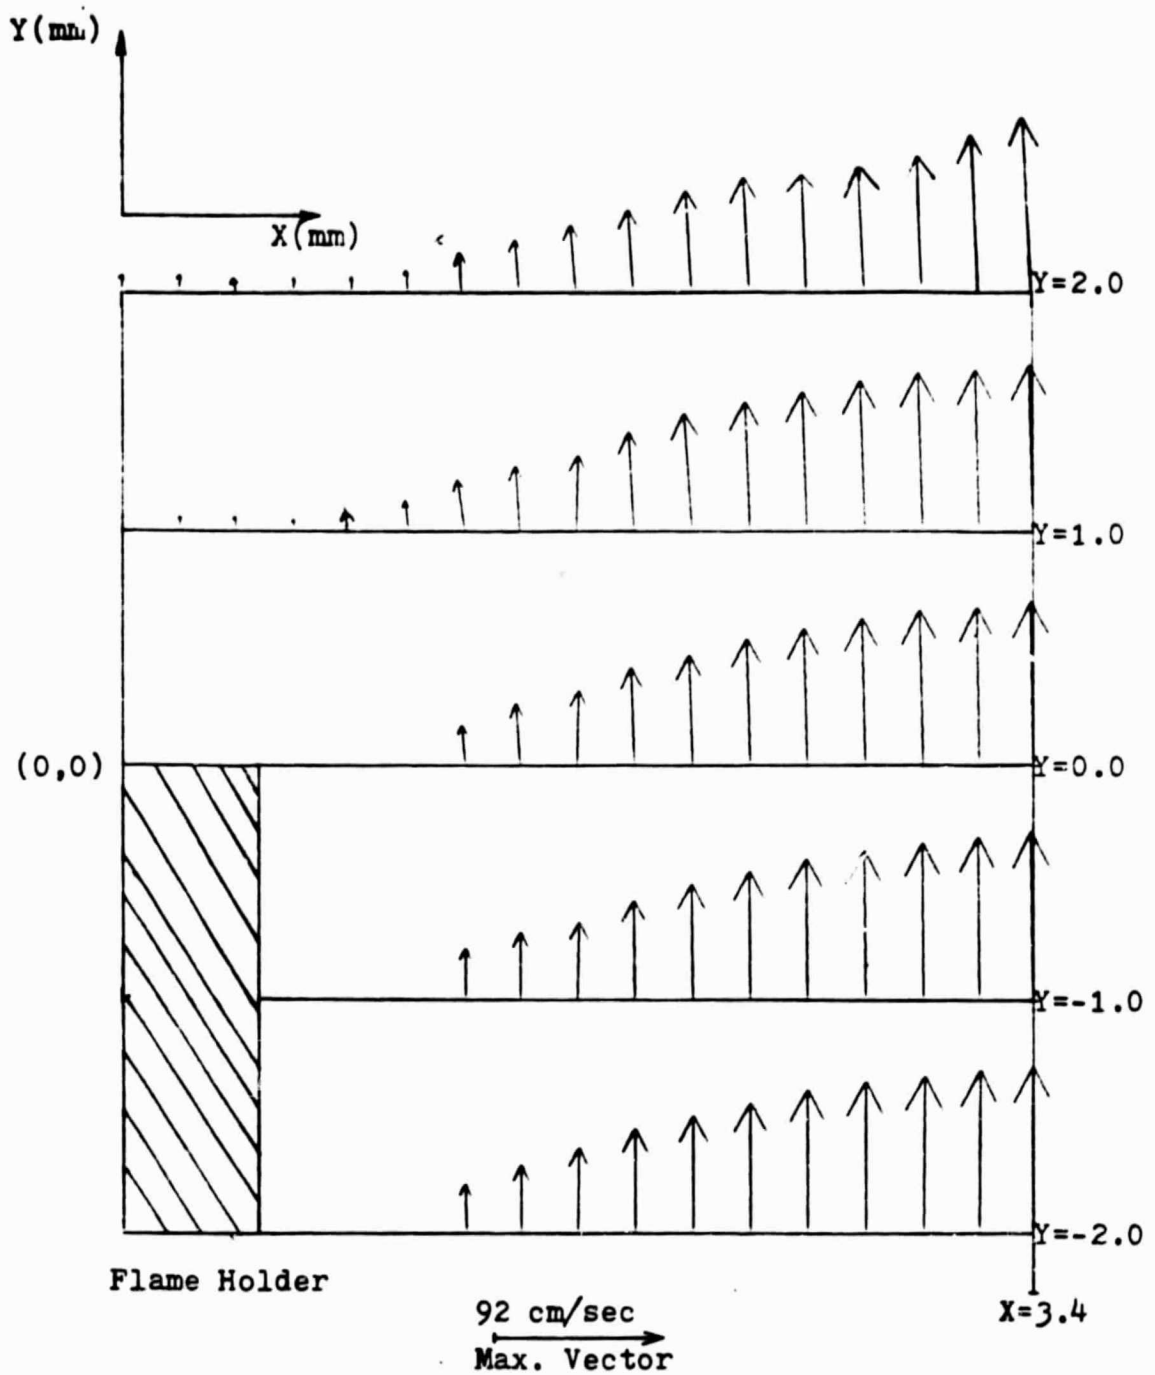 Y(mm)
X(mm)
Y=2.0
Y=1.0
(0,0)
Y=0.0
Y=-1.0
Y=-2.0
Flame Holder
92 cm/sec
X=3.4
Max. Vector